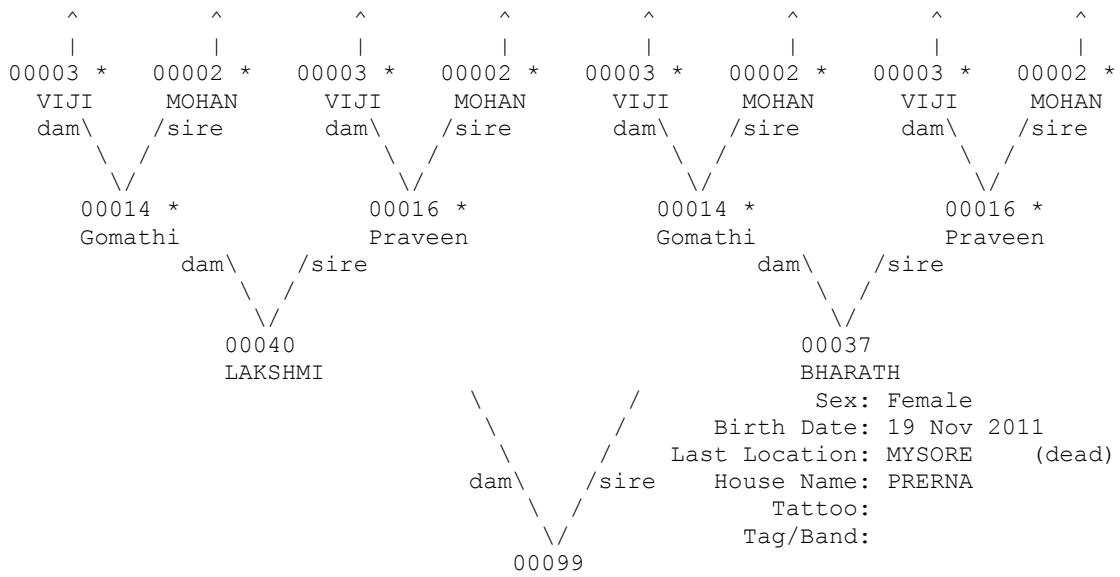 ^ ^ ^ ^ ^ ^ ^ ^
| | | | | | | |
00003 * 00002 * 00003 * 00002 * 00003 * 00002 * 00003 * 00002 *
VIJI MOHAN VIJI MOHAN VIJI MOHAN VIJI MOHAN
dam\ /sire dam\ /sire dam\ /sire dam\ /sire
\ / \ / \ / \ /
\/ \/ \/ \/
00014 * 00016 * 00014 * 00016 *
Gomathi Praveen Gomathi Praveen
dam\ /sire dam\ /sire
\ / \ /
\/ \/
00040 00037
LAKSHMI BHARATH
\ / Sex: Female
\ / Birth Date: 19 Nov 2011
\ / Last Location: MYSORE (dead)
dam\ /sire House Name: PRERNA
\ / Tattoo:
\/ Tag/Band:
00099